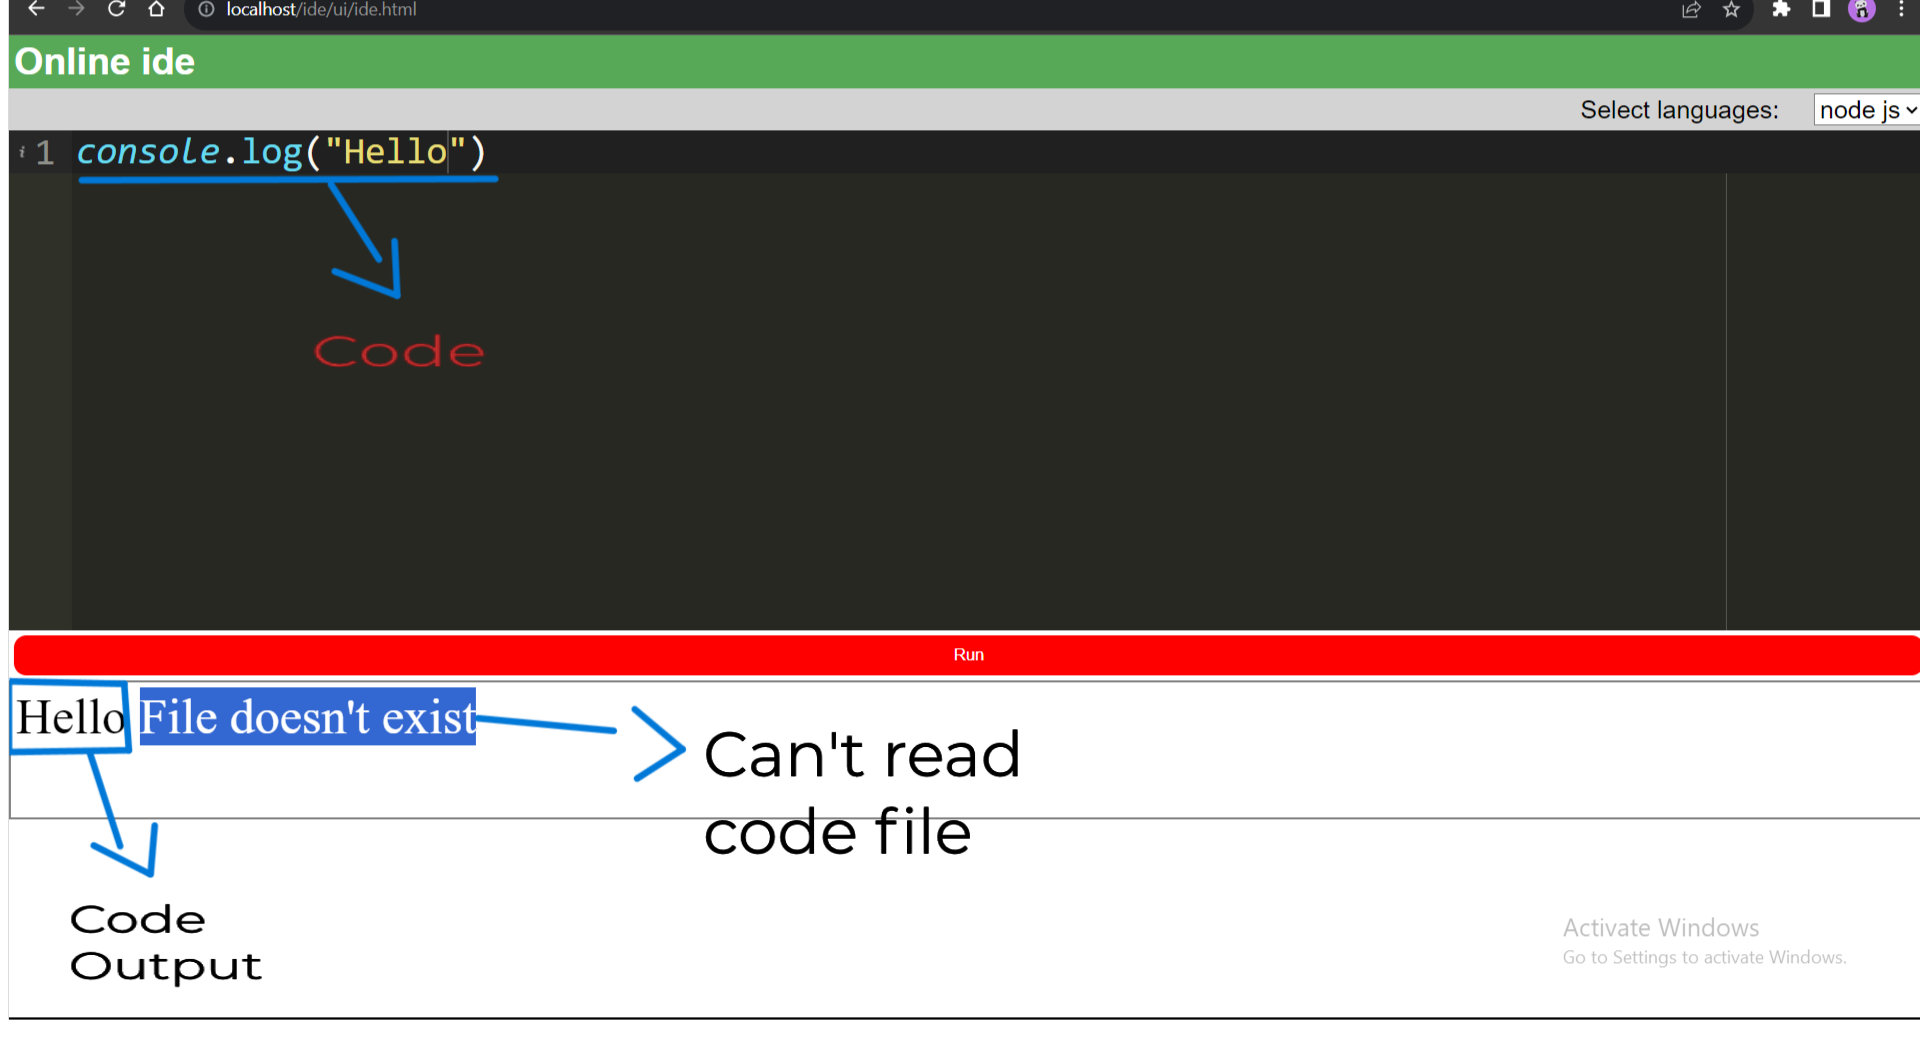 localhost/ide/ui/ide.html
Online ide
Select languages: node js
i 1 console.log("Hello")
Code
Run
Hello File doesn't exist
Can't read
code file
Code
Output
Activate Windows
Go to Settings to activate Windows.